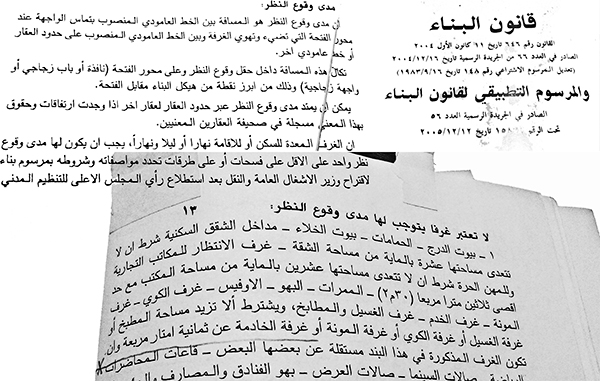 مدى وقوع النظر:
ان مدى وقوع النظر هو المسافة بين الخط العامودي المنصوب بتماس الواجهة عند
محور الفتحة التي تضيء وتهوي الغرفة وبين الخط العامودي المنصوب على حدود العقار
أو خط عامودي آخر.
تكال هذه المسافة داخل حقل وقوع النظر وعلى محور الفتحة (نافذة أو باب زجاجي أو
واجهة زجاجية) وذلك من ابرز نقطة من هيكل البناء مقابل الفتحة.
يمكن ان يمتد مدى وقوع النظر عبر حدود العقار لعقار اخر اذا وجدت ارتفاقات وحقوق
بهذا المعنى مسجلة في صحيفة العقارين المعنيين.
ان الغرف المعدة للسكن أو للاقامة نهارا أو ليلا ونهاراً، يجب ان يكون لها مدى وقوع
نظر واحد على الاقل على فسحات أو على طرقات تحدد مواصفاته وشروطه بمرسوم بناء
لاقتراح وزير الاشغال العامة والنقل بعد استطلاع رأي المجلس الاعلى للتنظيم المدني
قانون البناء
القانون رقم ٦٤٦ تاريخ ١١ كانون الأول ٢٠٠٤
الصادر في العدد ٦٦ من الجريدة الرسمية تاريخ ٢٠٠٤/١٢/١٦
(تعديل المرسوم الاشتراعي رقم ١٤٨ تاريخ ١٩٨٣/٩/١٦)
والمرسوم التطبيقي لقانون البناء
الصادر في الجريدة الرسمية العدد ٥٦
تحت الرقم تاريخ ٢٠٠٥/١٢/١٢
١٣
لا تعتبر غرفا يتوجب لها مدى وقوع النظر:
١ - بيوت الدرج - الحمامات - بيوت الخلاء - مداخل الشقق السكنية شرط ان لا
تتعدى مساحتها عشرة بالماية من مساحة الشقة - غرف الانتظار للمكاتب التجارية
وللمهن الحرة شرط ان لا تتعدى مساحتها عشرين بالماية من مساحة المكتب مع حد
اقصى ثلاثين مترا مربعا (٣٠م٢) - الممرات - البهو - الاوفيس - غرف الكوي - غرف
المونة - غرف الخدم - غرف الغسيل والمطابخ، ويشترط ألا تزيد مساحة المطبخ أو
غرفة الغسيل أو غرفة الكوي أو غرفة المونة أو غرفة الخادمة عن ثمانية امتار مربعة وان
تكون الغرف المذكورة في هذا البند مستقلة عن بعضها البعض - قاعات المحاضرات
صالات السينما - صالات العرض - بهو الفنادق والمصارف